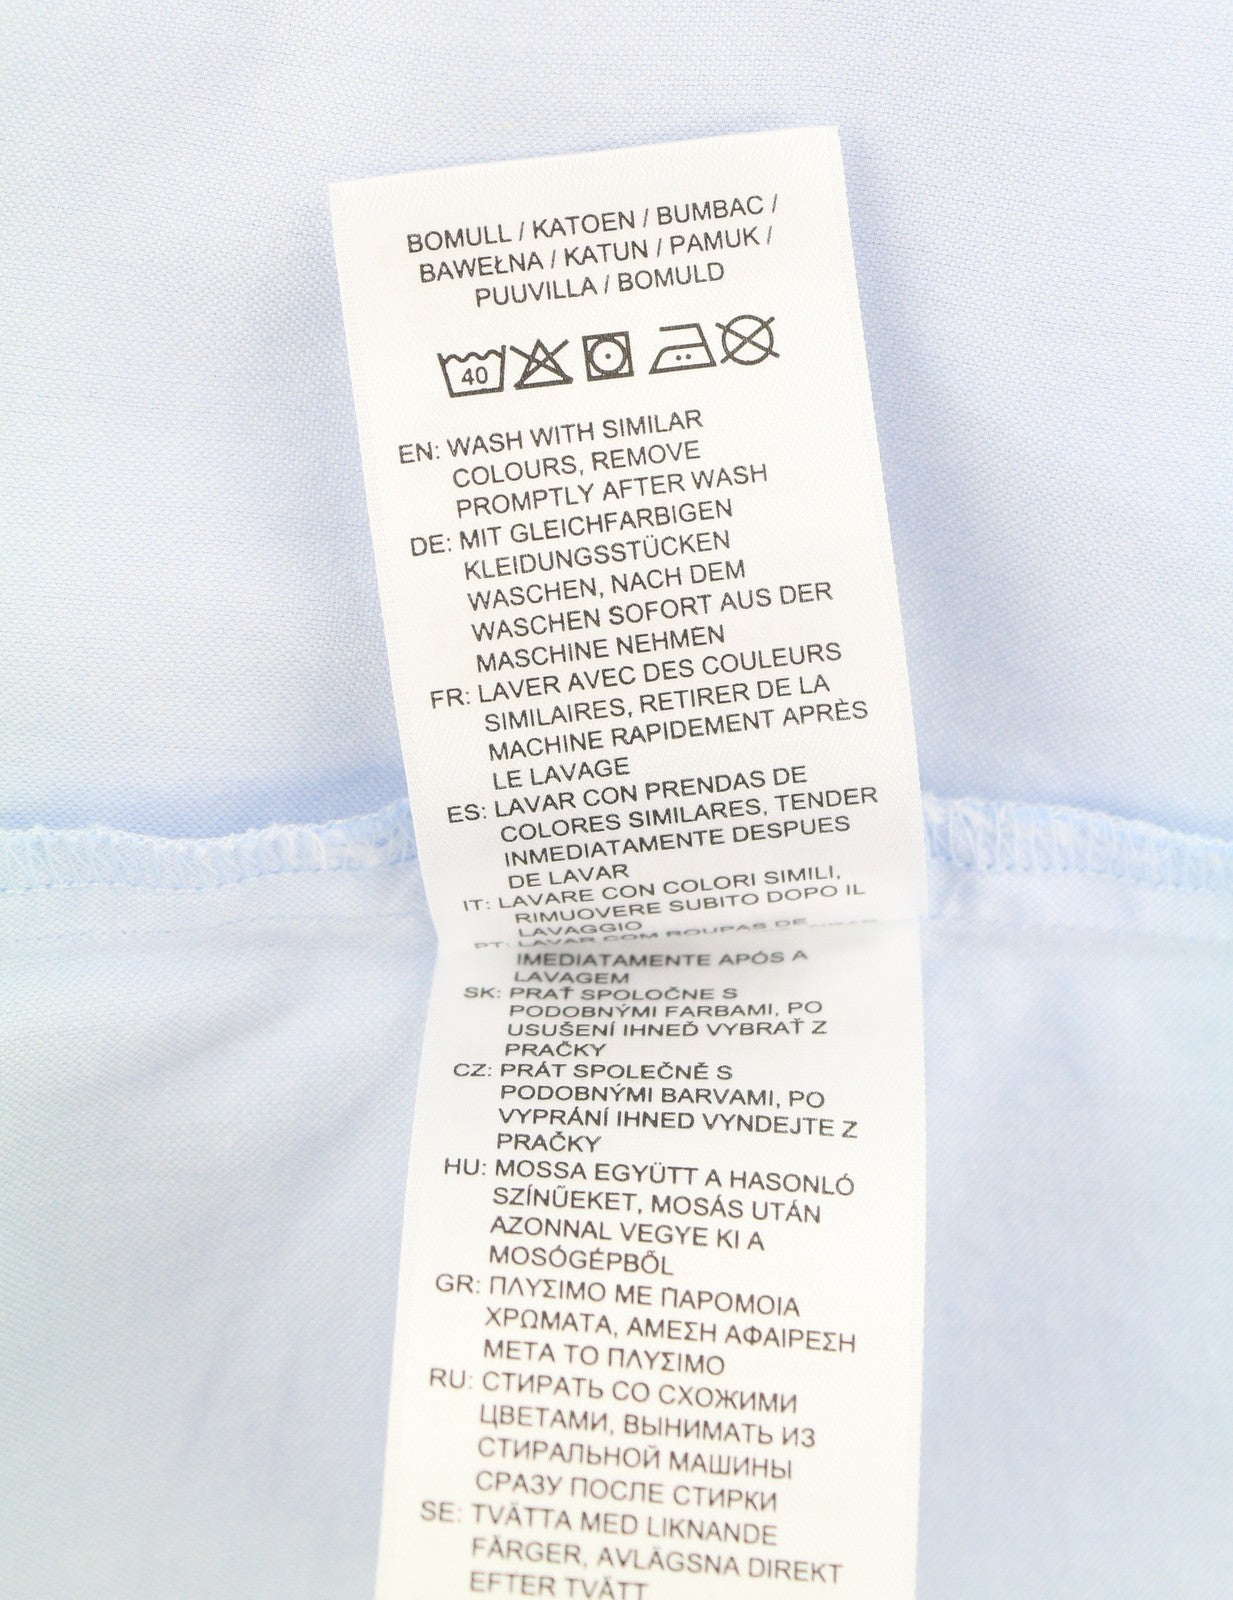 BOMULL / KATOEN / BUMBAC /
BAWEŁNA / KATUN / PAMUK /
PUUVILLA / BOMULD
40
EN: WASH WITH SIMILAR
COLOURS, REMOVE
PROMPTLY AFTER WASH
DE: MIT GLEICHFARBIGEN
KLEIDUNGSSTÜCKEN
WASCHEN, NACH DEM
WASCHEN SOFORT AUS DER
MASCHINE NEHMEN
FR: LAVER AVEC DES COULEURS
SIMILAIRES, RETIRER DE LA
MACHINE RAPIDEMENT APRÈS
LE LAVAGE
ES: LAVAR CON PRENDAS DE
COLORES SIMILARES, TENDER
INMEDIATAMENTE DESPUES
DE LAVAR
IT: LAVARE CON COLORI SIMILI,
RIMUOVERE SUBITO DOPO IL
LAVAGGIO
PT: LAVAR COM ROUPAS DE
IMEDIATAMENTE APÓS A
LAVAGEM
SK: PRAŤ SPOLOČNE S
PODOBNÝMI FARBAMI, PO
USUŠENÍ IHNEĎ VYBRAŤ Z
PRAČKY
CZ: PRÁT SPOLEČNĚ S
PODOBNÝMI BARVAMI, PO
VYPRÁNÍ IHNED VYNDEJTE Z
PRAČKY
HU: MOSSA EGYÜTT A HASONLÓ
SZÍNŰEKET, MOSÁS UTÁN
AZONNAL VEGYE KI A
MOSÓGÉPBŐL
GR: ΠΛΥΣΙΜΟ ΜΕ ΠΑΡΟΜΟΙΑ
ΧΡΩΜΑΤΑ, ΑΜΕΣΗ ΑΦΑΙΡΕΣΗ
ΜΕΤΑ ΤΟ ΠΛΥΣΙΜΟ
RU: СТИРАТЬ СО СХОЖИМИ
ЦВЕТАМИ, ВЫНИМАТЬ ИЗ
СТИРАЛЬНОЙ МАШИНЫ
СРАЗУ ПОСЛЕ СТИРКИ
SE: TVÄTTA MED LIKNANDE
FÄRGER, AVLÄGSNA DIREKT
EFTER TVÄTT